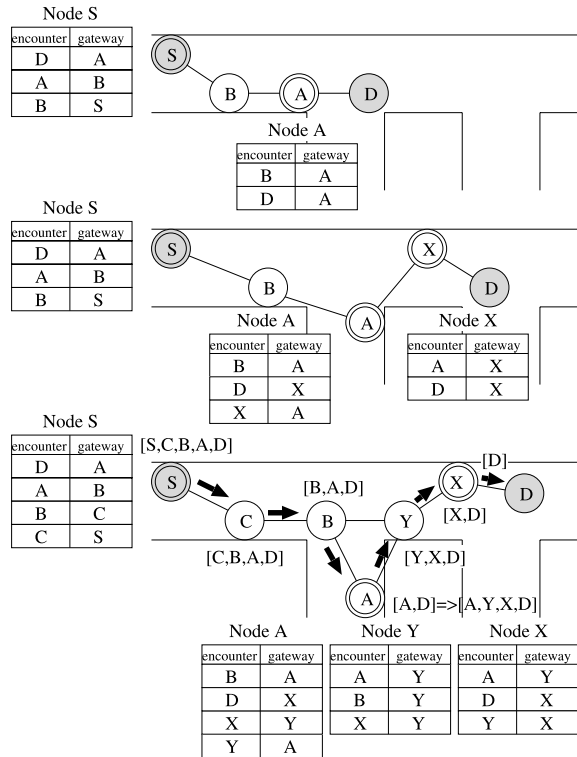 Node S
encounter gateway
D A
A B
B S
S
B
A
D
Node A
encounter gateway
B A
D A
Node S
encounter gateway
D A
A B
B S
S
B
A
X
D
Node A
encounter gateway
B A
D X
X A
Node X
encounter gateway
A X
D X
Node S
encounter gateway
D A
A B
B C
C S
[S,C,B,A,D]
S
C
[C,B,A,D]
[B,A,D]
B
A
[A,D]=>[A,Y,X,D]
Y
[Y,X,D]
X
[X,D]
[D]
D
Node A
encounter gateway
B A
D X
X Y
Y A
Node Y
encounter gateway
A Y
B Y
X Y
Node X
encounter gateway
A Y
D X
Y X